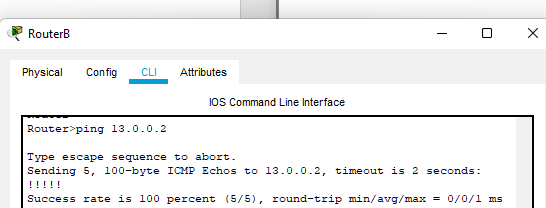 RouterB
Physical Config CLI Attributes
IOS Command Line Interface
Router>ping 13.0.0.2
Type escape sequence to abort.
Sending 5, 100-byte ICMP Echos to 13.0.0.2, timeout is 2 seconds:
!!!!!
Success rate is 100 percent (5/5), round-trip min/avg/max = 0/0/1 ms